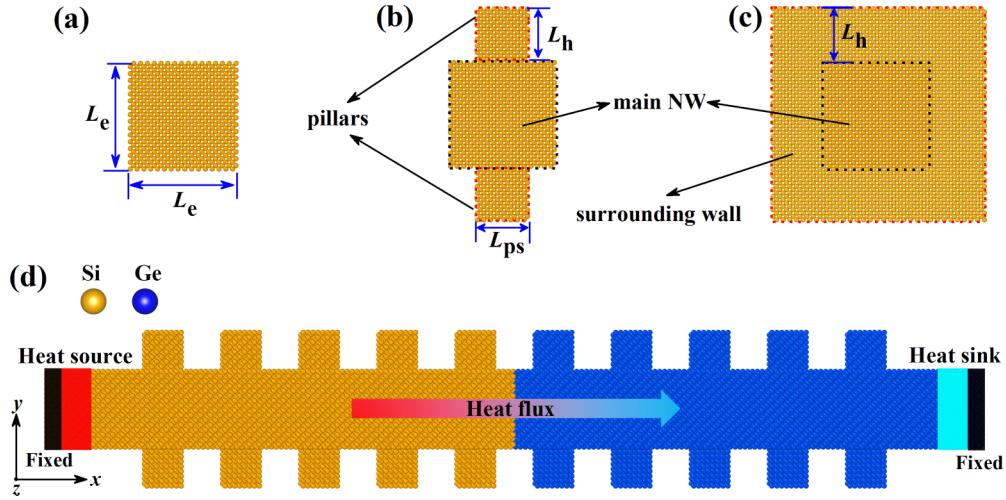 (a)
(b)
(c)
Lh
Lh
Le
pillars
main NW
Le
surrounding wall
Lps
(d)
Si
Ge
Heat source
Heat sink
Heat flux
y
Fixed
x
z
Fixed